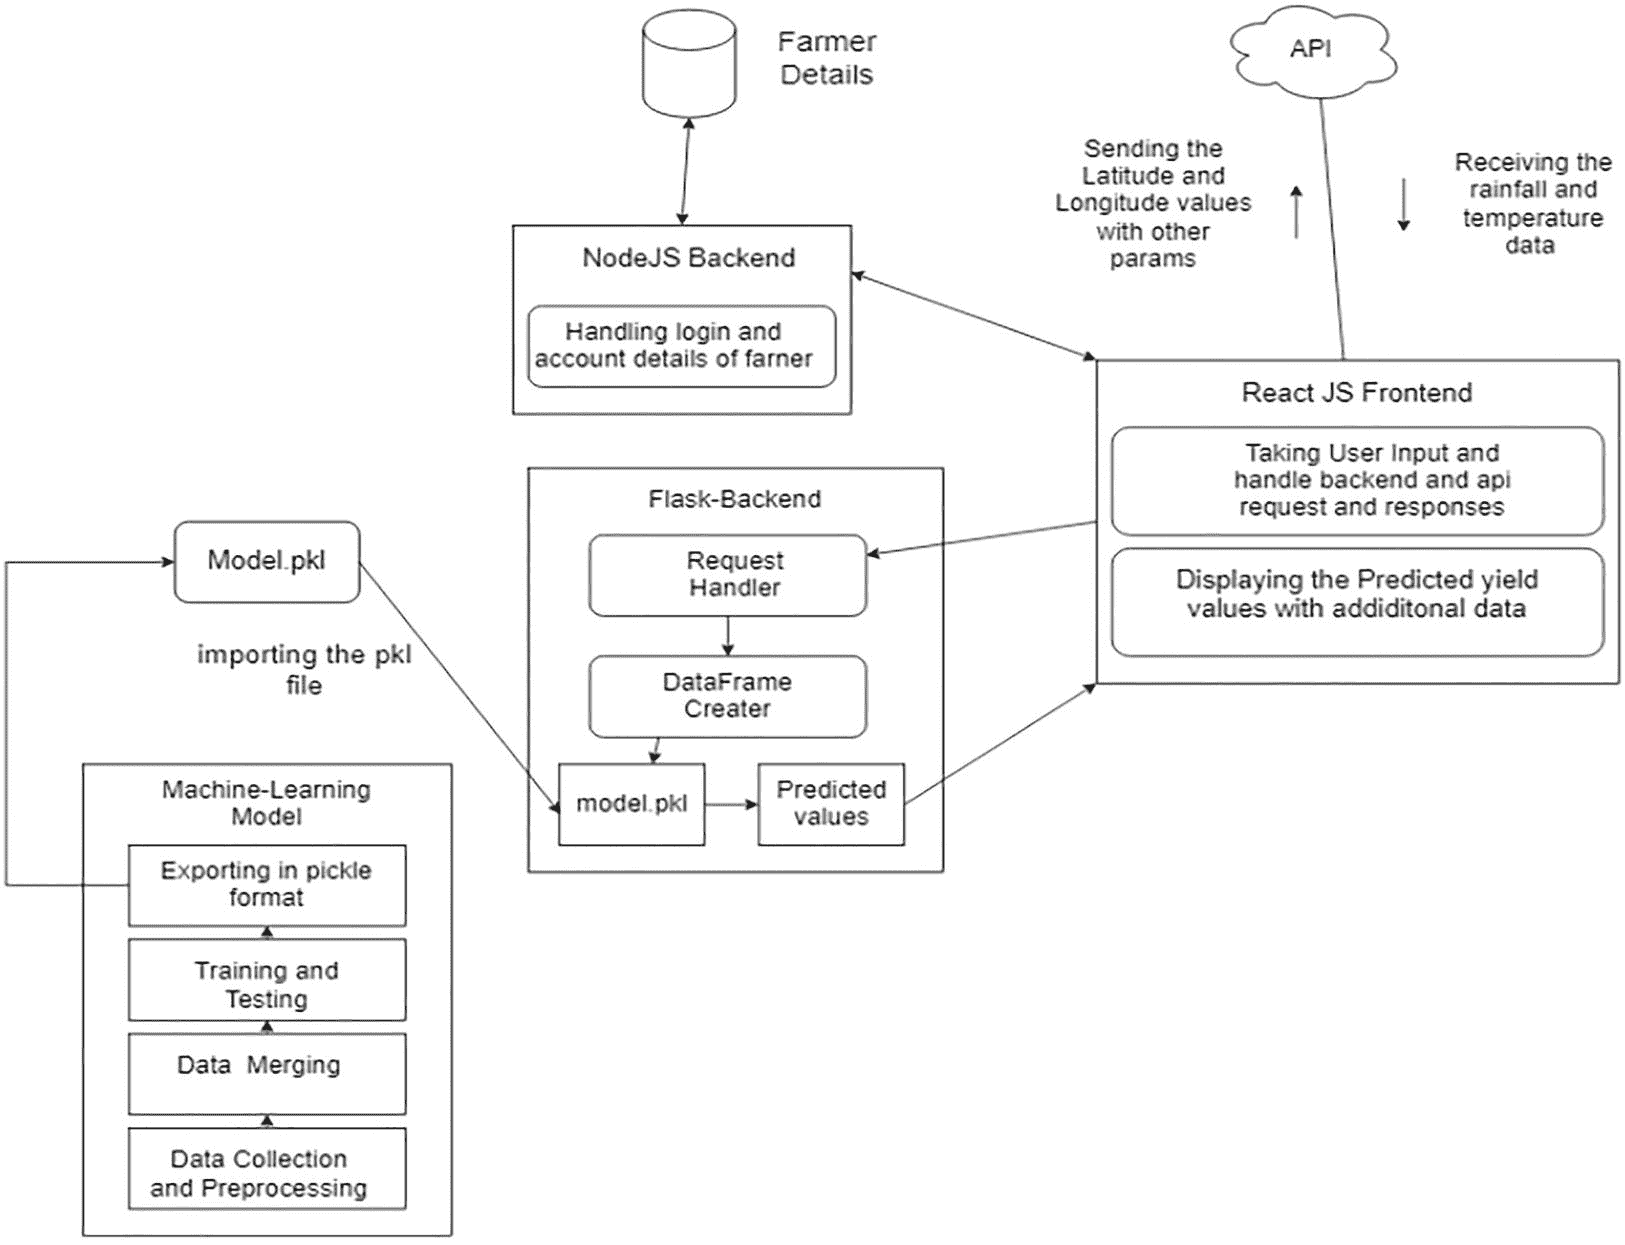 Farmer
Details
API
Sending the
Latitude and
Longitude values
with other
params
Receiving the
rainfall and
temperature
data
NodeJS Backend
Handling login and
account details of farner
React JS Frontend
Taking User Input and
handle backend and api
request and responses
Displaying the Predicted yield
values with addiditonal data
Flask-Backend
Request
Handler
DataFrame
Creater
model.pkl
Predicted
values
Model.pkl
importing the pkl
file
Machine-Learning
Model
Exporting in pickle
format
Training and
Testing
Data  Merging
Data Collection
and Preprocessing